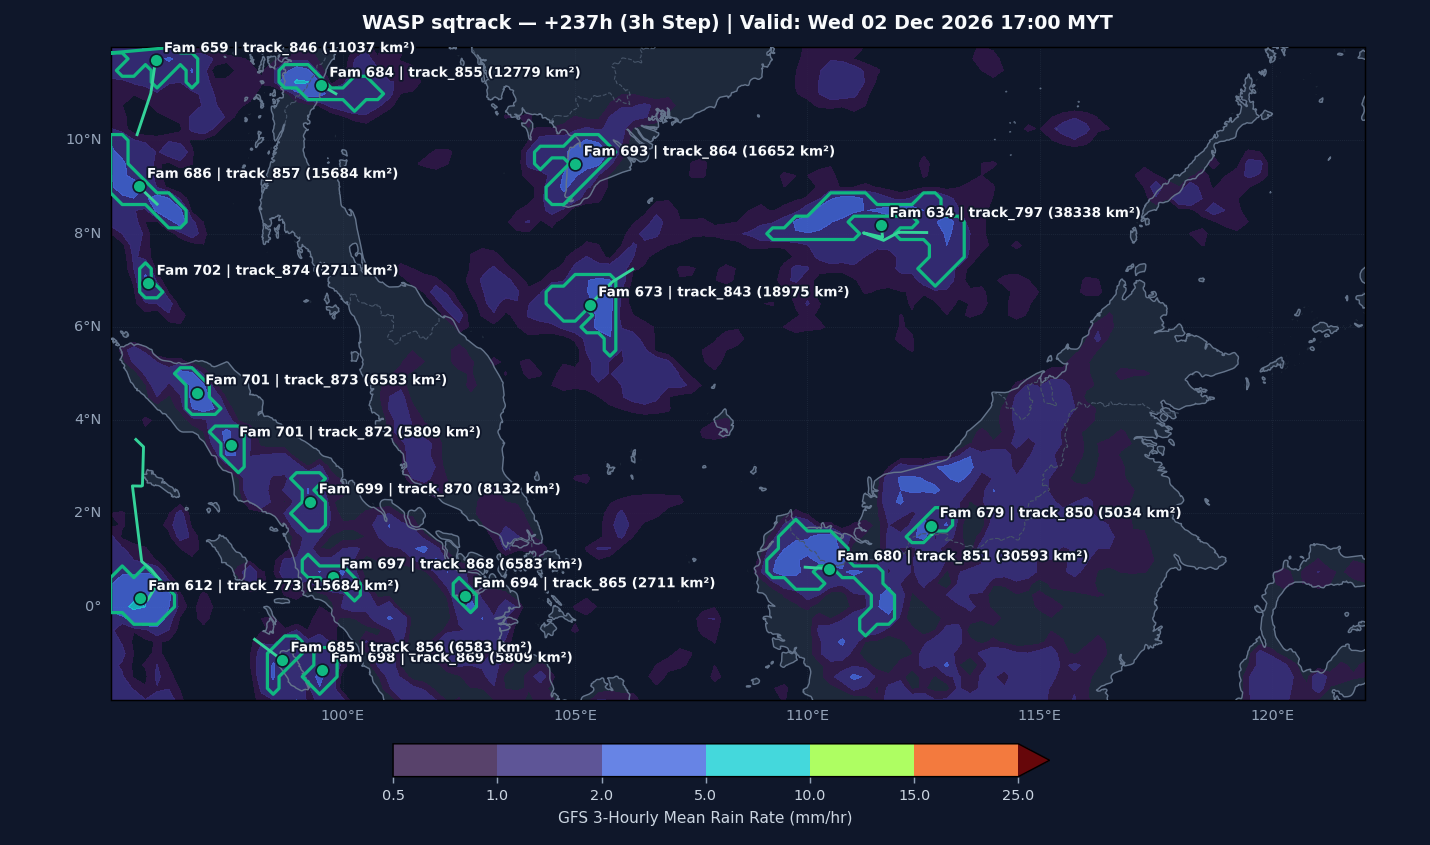 WASP sqtrack — +237h (3h Step) | Valid: Wed 02 Dec 2026 17:00 MYT
Fam 659 | track_846 (11037 km²)
Fam 684 | track_855 (12779 km²)
10°N
Fam 693 | track_864 (16652 km²)
Fam 686 | track_857 (15684 km²)
Fam 634 | track_797 (38338 km²)
8°N
Fam 702 | track_874 (2711 km²)
Fam 673 | track_843 (18975 km²)
6°N
Fam 701 | track_873 (6583 km²)
4°N
Fam 701 | track_872 (5809 km²)
Fam 699 | track_870 (8132 km²)
2°N
Fam 679 | track_850 (5034 km²)
Fam 680 | track_851 (30593 km²)
Fam 697 | track_868 (6583 km²)
Fam 694 | track_865 (2711 km²)
Fam 612 | track_773 (15684 km²)
0°
Fam 685 | track_856 (6583 km²)
Fam 698 | track_869 (5809 km²)
100°E 105°E 110°E 115°E 120°E
0.5 1.0 2.0 5.0 10.0 15.0 25.0
GFS 3-Hourly Mean Rain Rate (mm/hr)